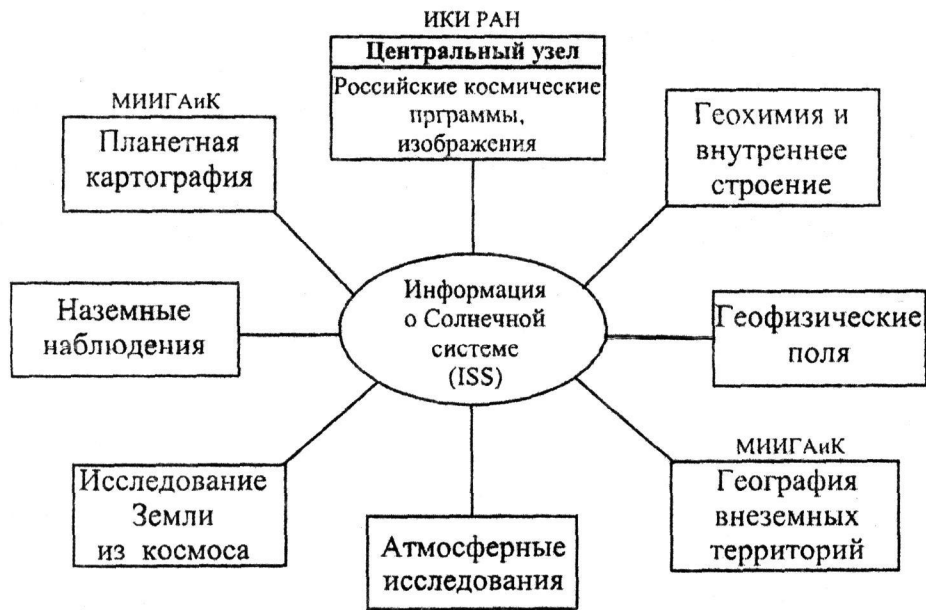 ИКИ РАН
Центральный узел
Российские космические
прграммы,
изображения
МИИГАиК
Планетная
картография
Геохимия и
внутреннее
строение
Наземные
наблюдения
Информация
о Солнечной
системе
(ISS)
Геофизические
поля
Исследование
Земли
из космоса
Атмосферные
исследования
МИИГАиК
География
внеземных
территорий